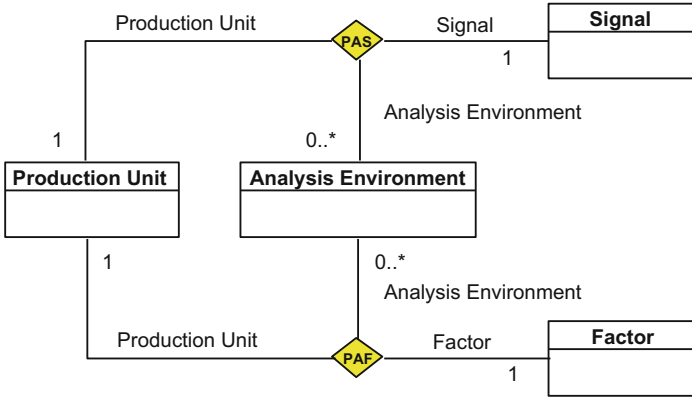 Production Unit
PAS
Signal
Signal
1
Analysis Environment
1
0..*
Production Unit
Analysis Environment
1
0..*
Analysis Environment
Production Unit
PAF
Factor
Factor
1